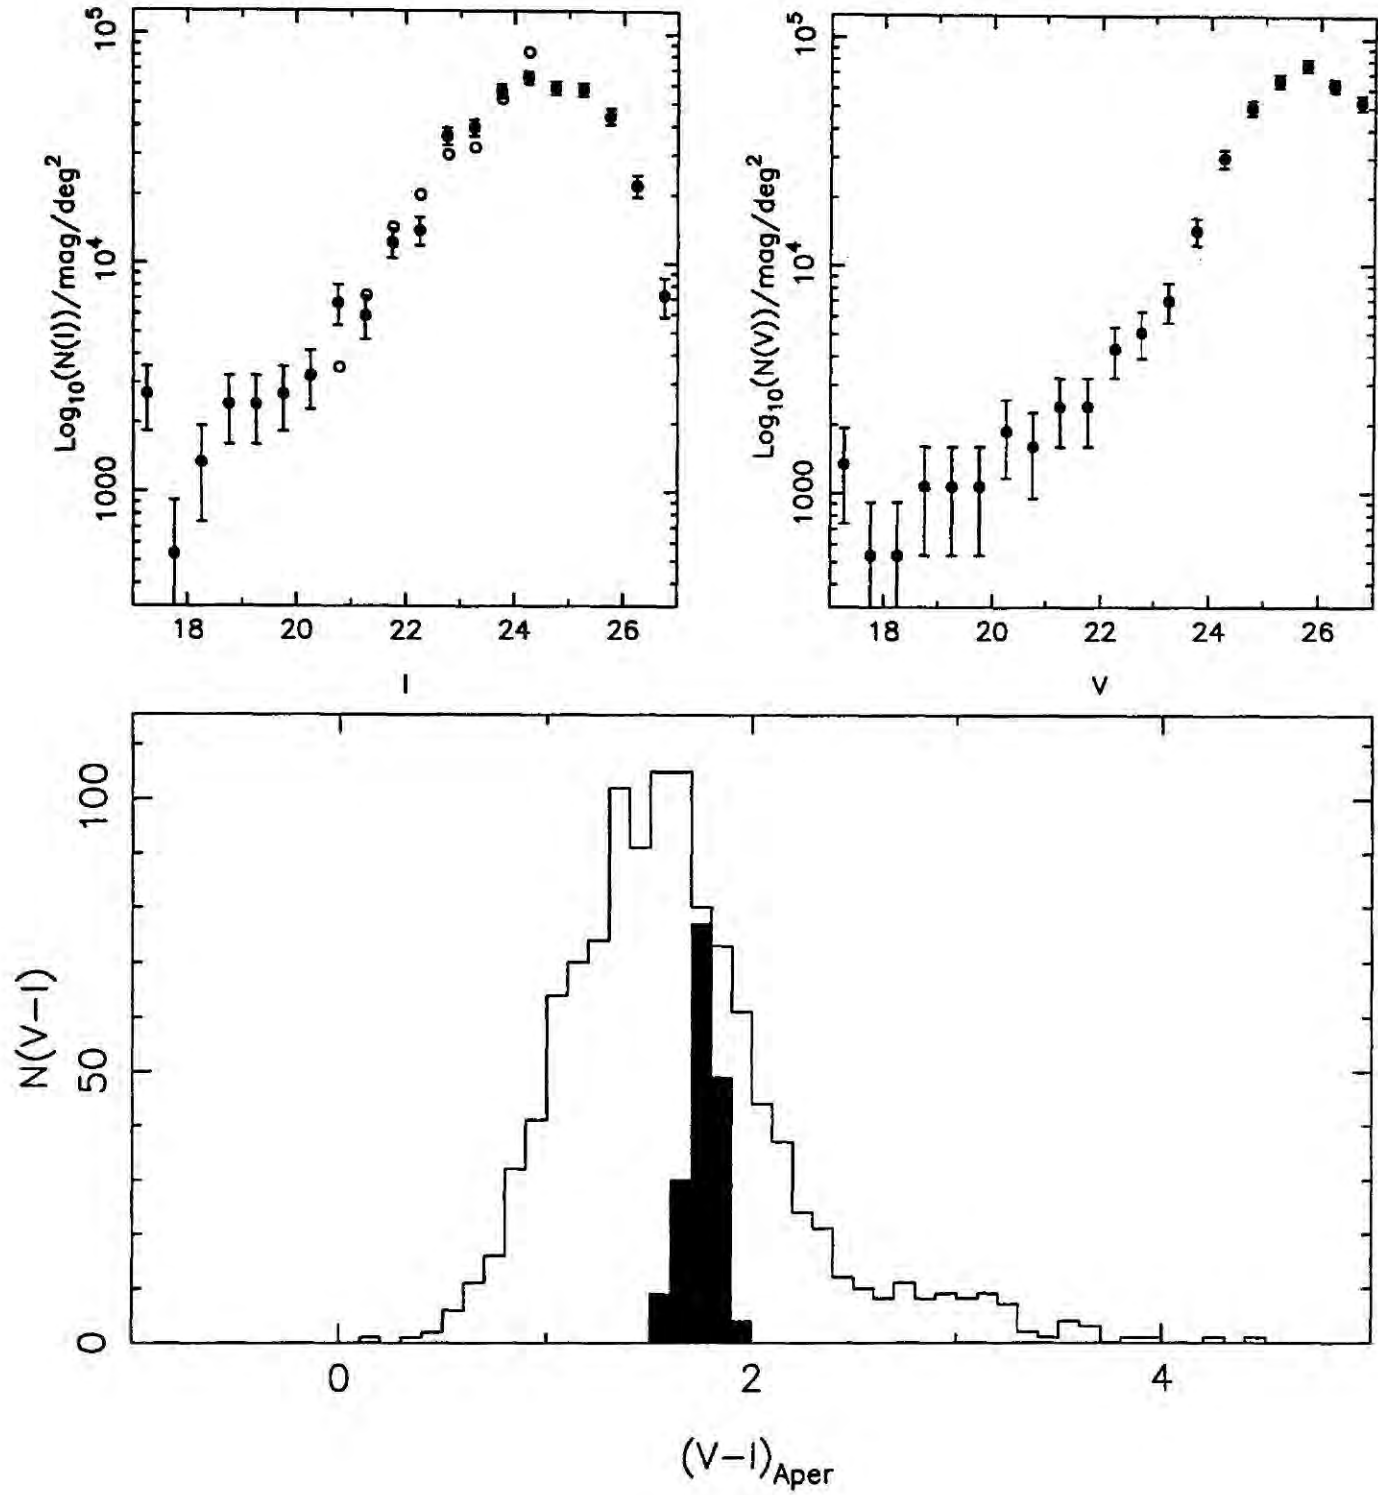 Log₁₀(N(I))/mag/deg²
10⁵
10⁴
1000
18 20 22 24 26
I
Log₁₀(N(V))/mag/deg²
10⁵
10⁴
1000
18 20 22 24 26
V
N(V−I)
100
50
0
0 2 4
(V−I)Aper